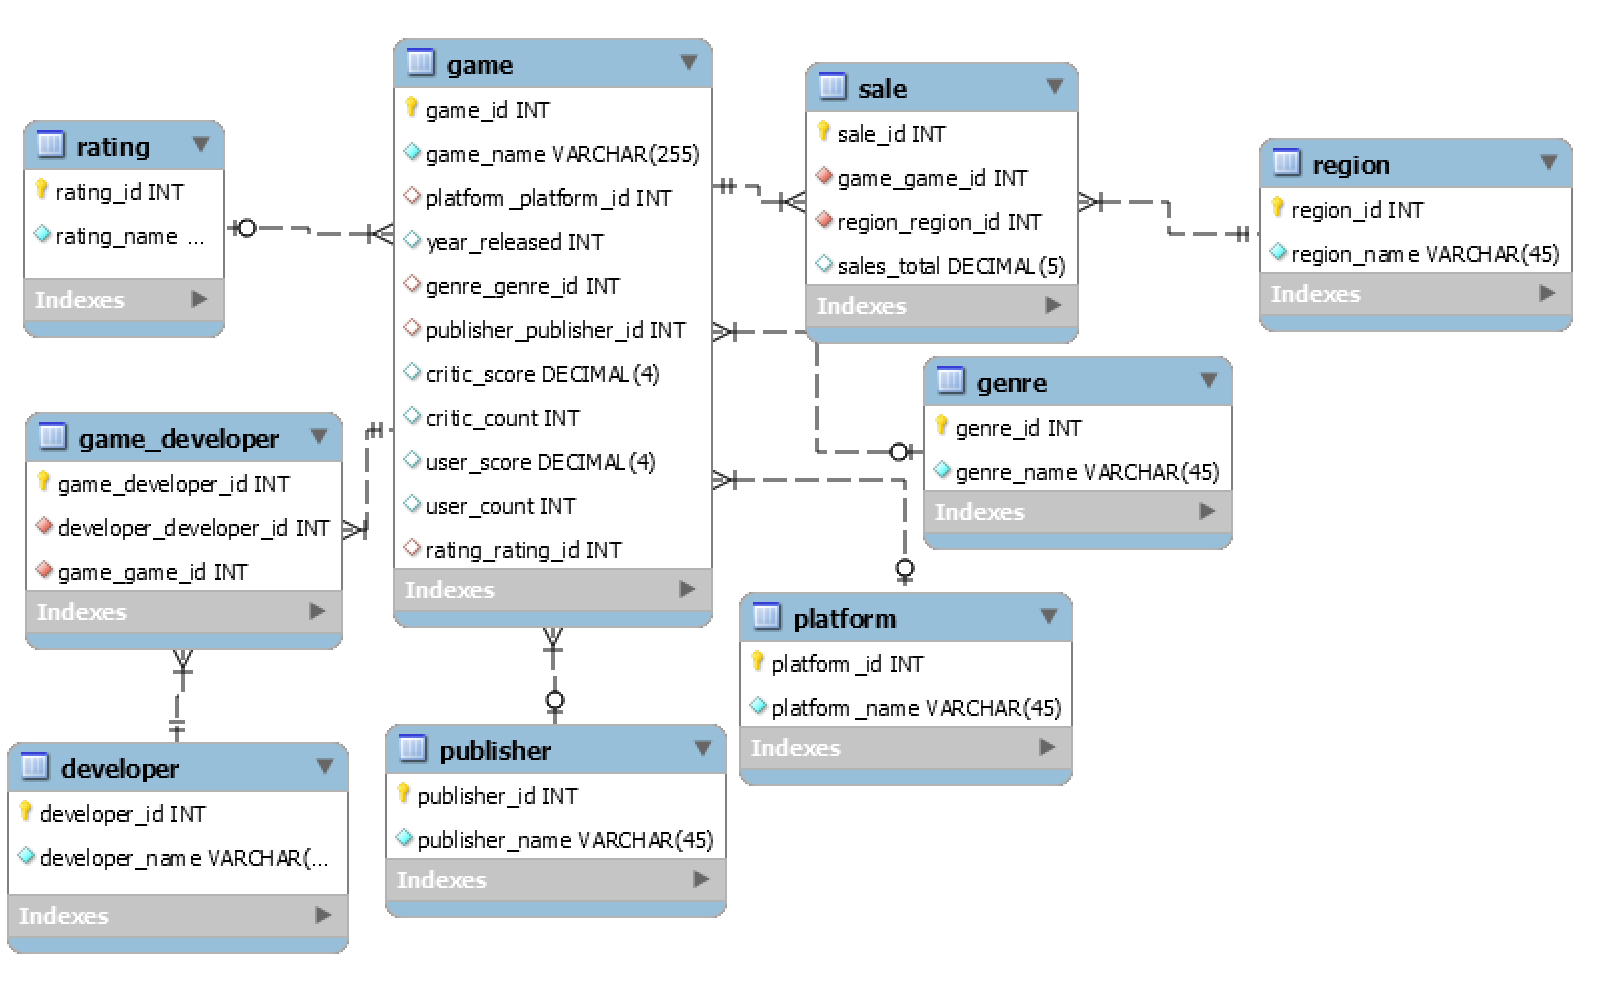 rating
rating_id INT
rating_name ...
Indexes
game
game_id INT
game_name VARCHAR(255)
platform_platform_id INT
year_released INT
genre_genre_id INT
publisher_publisher_id INT
critic_score DECIMAL(4)
critic_count INT
user_score DECIMAL(4)
user_count INT
rating_rating_id INT
Indexes
sale
sale_id INT
game_game_id INT
region_region_id INT
sales_total DECIMAL(5)
Indexes
region
region_id INT
region_name VARCHAR(45)
Indexes
genre
genre_id INT
genre_name VARCHAR(45)
Indexes
game_developer
game_developer_id INT
developer_developer_id INT
game_game_id INT
Indexes
platform
platform_id INT
platform_name VARCHAR(45)
Indexes
developer
developer_id INT
developer_name VARCHAR(...
Indexes
publisher
publisher_id INT
publisher_name VARCHAR(45)
Indexes